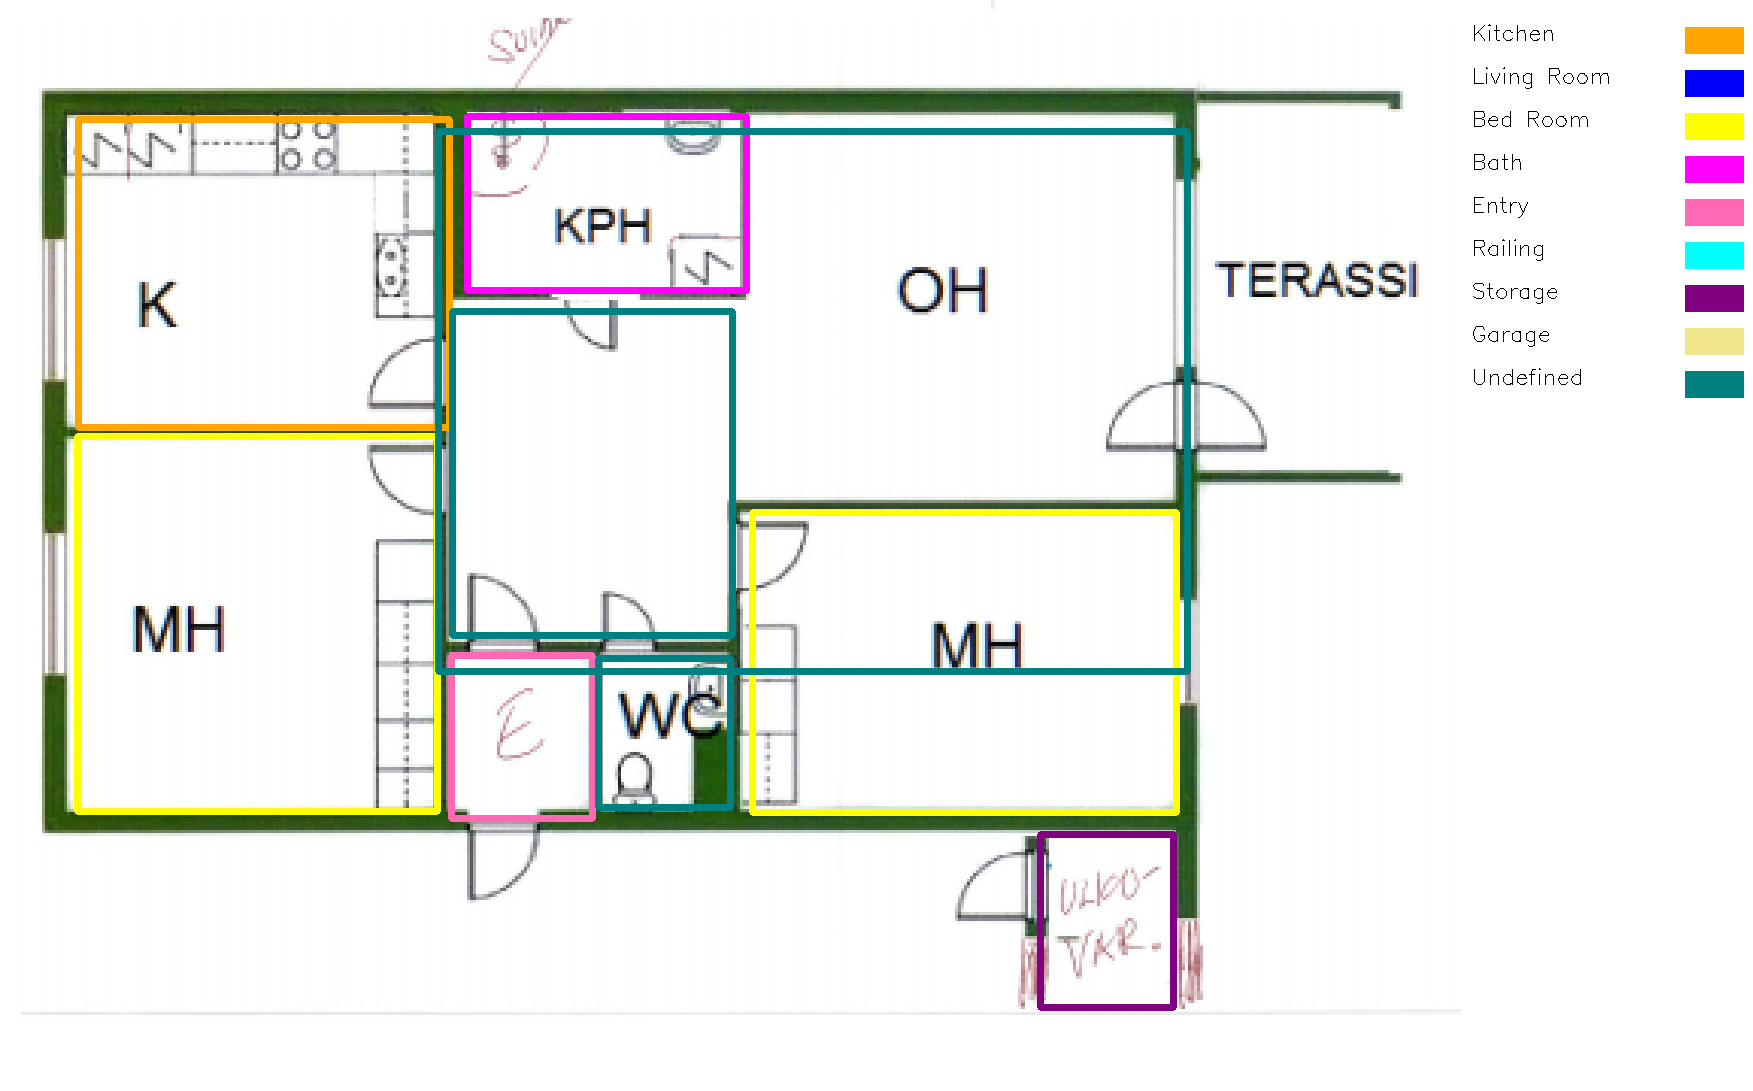 Kitchen
Living Room
Bed Room
Bath
Entry
Railing
Storage
Garage
Undefined
KPH
K
OH
TERASSI
MH
MH
E
WC
ULKO-
VAR.